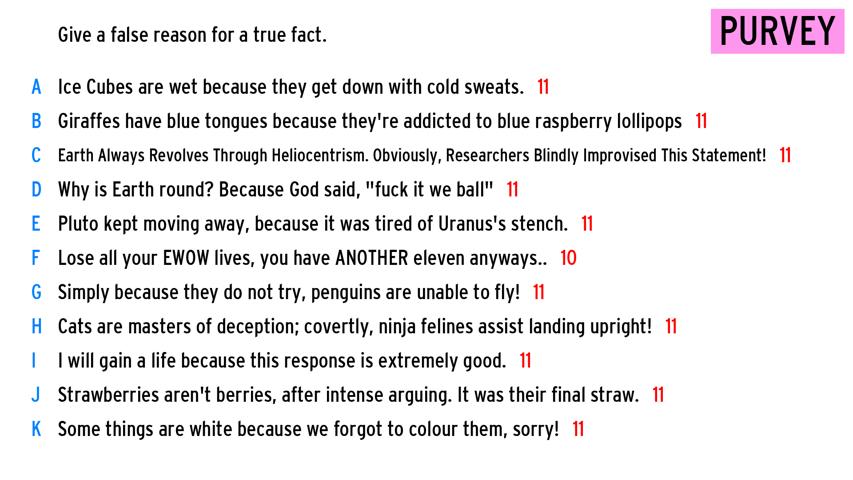 Give a false reason for a true fact.
PURVEY
A Ice Cubes are wet because they get down with cold sweats. 11
B Giraffes have blue tongues because they're addicted to blue raspberry lollipops 11
C Earth Always Revolves Through Heliocentrism. Obviously, Researchers Blindly Improvised This Statement! 11
D Why is Earth round? Because God said, "fuck it we ball" 11
E Pluto kept moving away, because it was tired of Uranus's stench. 11
F Lose all your EWOW lives, you have ANOTHER eleven anyways.. 10
G Simply because they do not try, penguins are unable to fly! 11
H Cats are masters of deception; covertly, ninja felines assist landing upright! 11
I I will gain a life because this response is extremely good. 11
J Strawberries aren't berries, after intense arguing. It was their final straw. 11
K Some things are white because we forgot to colour them, sorry! 11